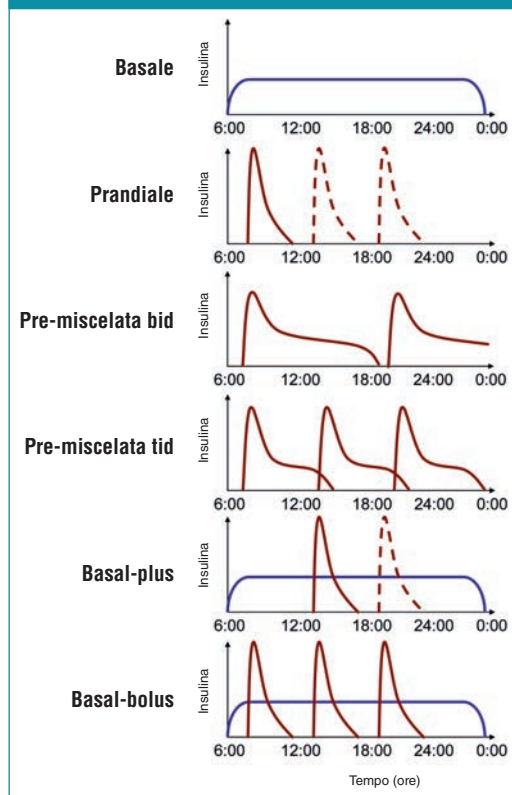 Basale
Insulina
6:00 12:00 18:00 24:00 0:00
Prandiale
Insulina
6:00 12:00 18:00 24:00 0:00
Pre-miscelata bid
Insulina
6:00 12:00 18:00 24:00 0:00
Pre-miscelata tid
Insulina
6:00 12:00 18:00 24:00 0:00
Basal-plus
Insulina
6:00 12:00 18:00 24:00 0:00
Basal-bolus
Insulina
6:00 12:00 18:00 24:00 0:00
Tempo (ore)